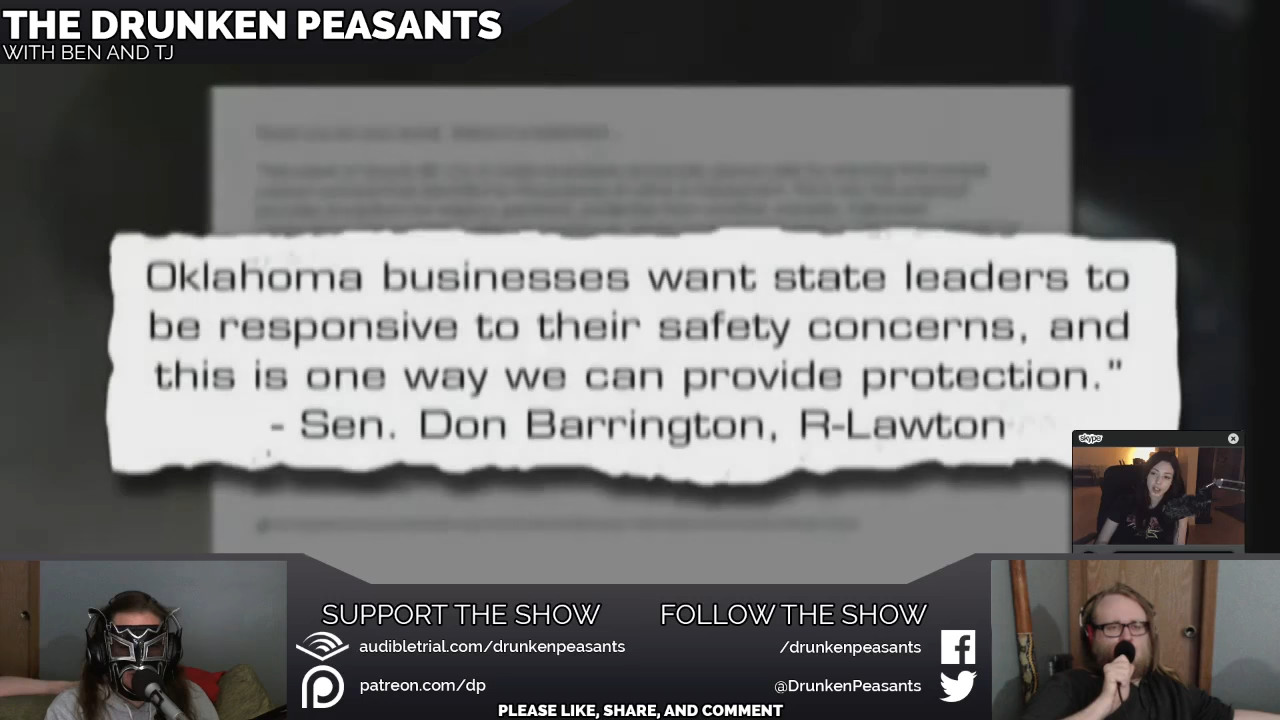 THE DRUNKEN PEASANTS
WITH BEN AND TJ
Oklahoma businesses want state leaders to
be responsive to their safety concerns, and
this is one way we can provide protection."
- Sen. Don Barrington, R-Lawton
skype
SUPPORT THE SHOW
audibletrial.com/drunkenpeasants
patreon.com/dp
FOLLOW THE SHOW
/drunkenpeasants
@DrunkenPeasants
PLEASE LIKE, SHARE, AND COMMENT